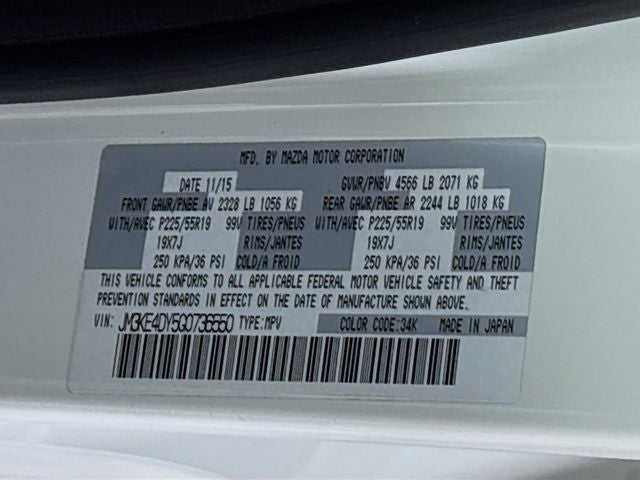 MFD. BY MAZDA MOTOR CORPORATION
DATE 11/15 GVWR/PNBV 4566 LB 2071 KG
FRONT GAWR/PNBE AV 2328 LB 1056 KG REAR GAWR/PNBE AR 2244 LB 1018 KG
WITH/AVEC P225/55R19 99V TIRES/PNEUS WITH/AVEC P225/55R19 99V TIRES/PNEUS
19X7J RIMS/JANTES 19X7J RIMS/JANTES
250 KPA/36 PSI COLD/A FROID 250 KPA/36 PSI COLD/A FROID
THIS VEHICLE CONFORMS TO ALL APPLICABLE FEDERAL MOTOR VEHICLE SAFETY AND THEFT
PREVENTION STANDARDS IN EFFECT ON THE DATE OF MANUFACTURE SHOWN ABOVE.
VIN: JM3KE4DY5G0736550 TYPE:MPV COLOR CODE:34K MADE IN JAPAN